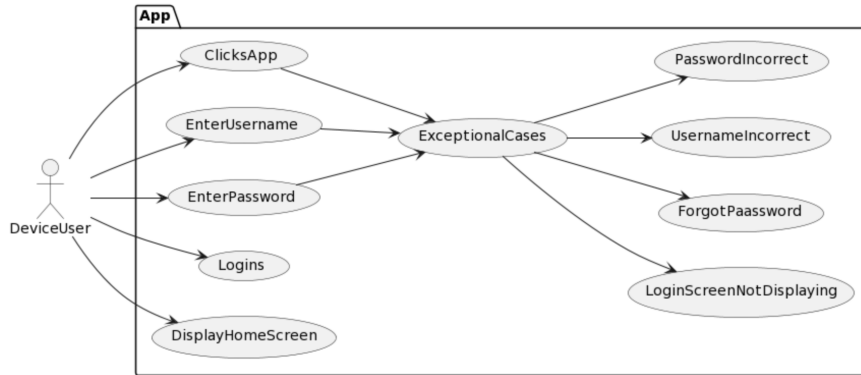 App
ClicksApp
PasswordIncorrect
EnterUsername
ExceptionalCases
UsernameIncorrect
EnterPassword
ForgotPaassword
DeviceUser
Logins
LoginScreenNotDisplaying
DisplayHomeScreen